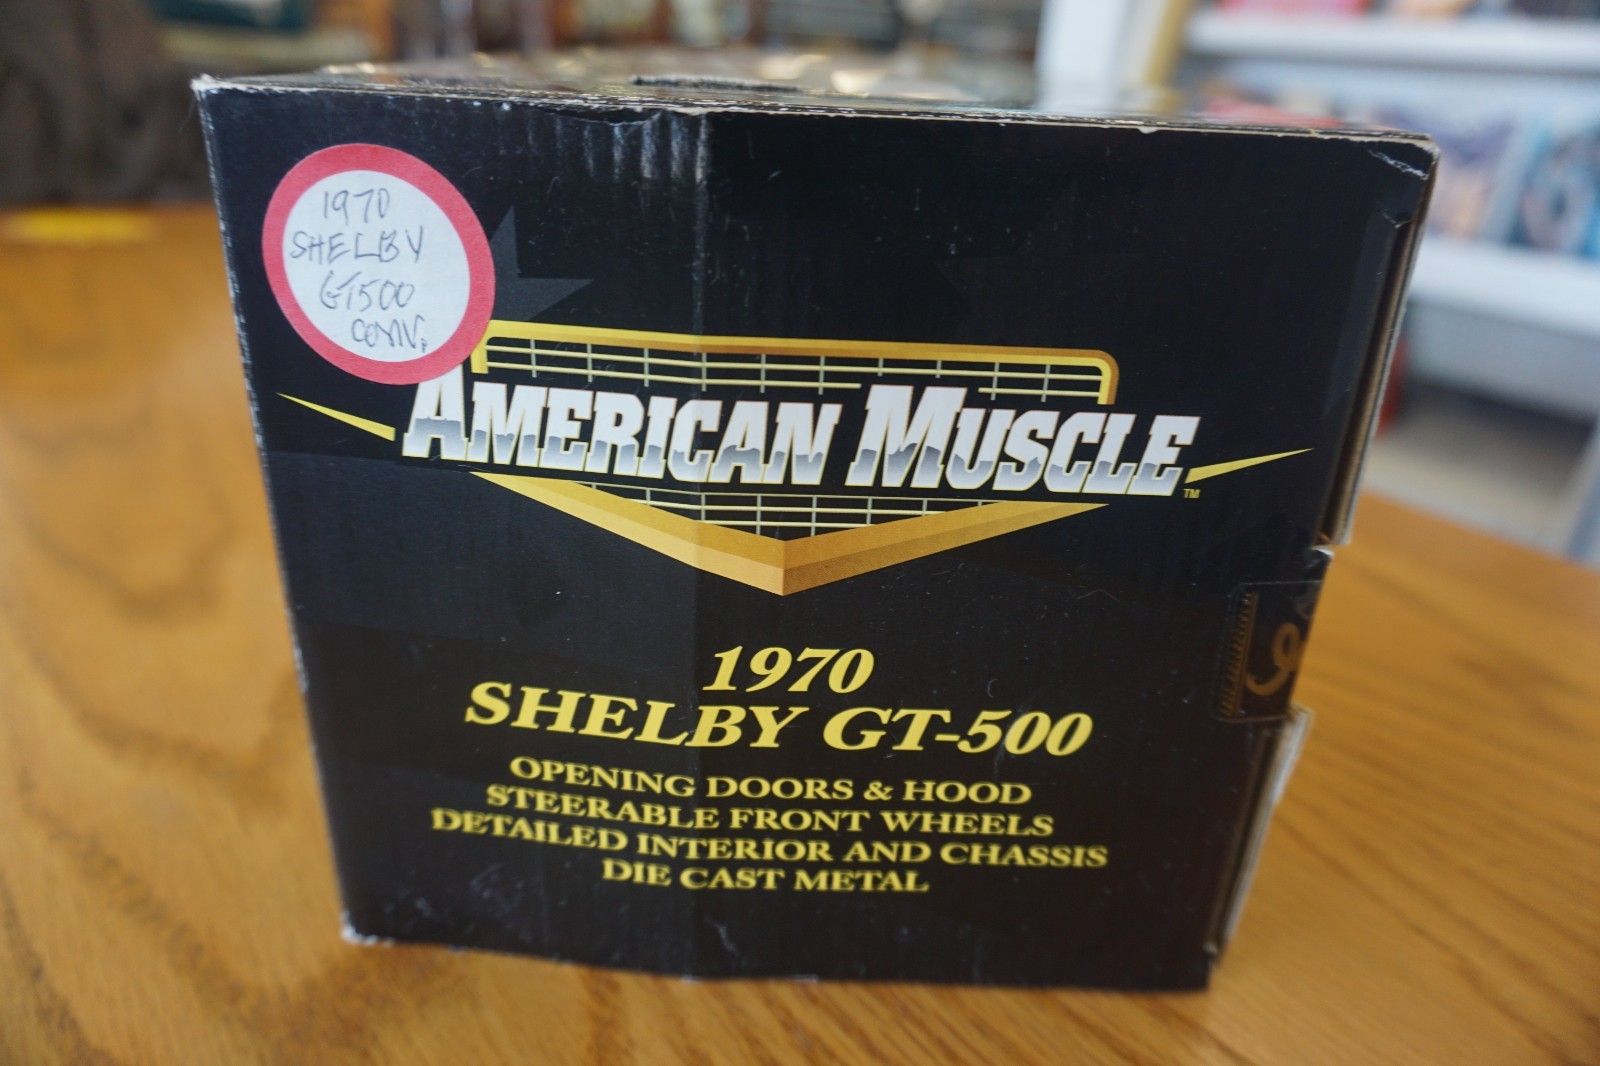 1970
SHELBY
GT500
CONV.
AMERICAN MUSCLE™
1970
SHELBY GT-500
OPENING DOORS & HOOD
STEERABLE FRONT WHEELS
DETAILED INTERIOR AND CHASSIS
DIE CAST METAL